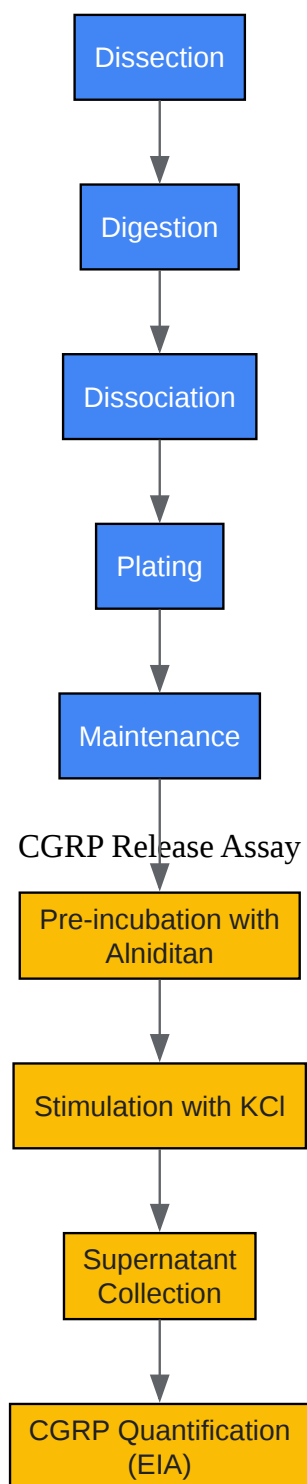 Dissection
Digestion
Dissociation
Plating
Maintenance
CGRP Release Assay
Pre-incubation with
Alniditan
Stimulation with KCl
Supernatant
Collection
CGRP Quantification
(EIA)